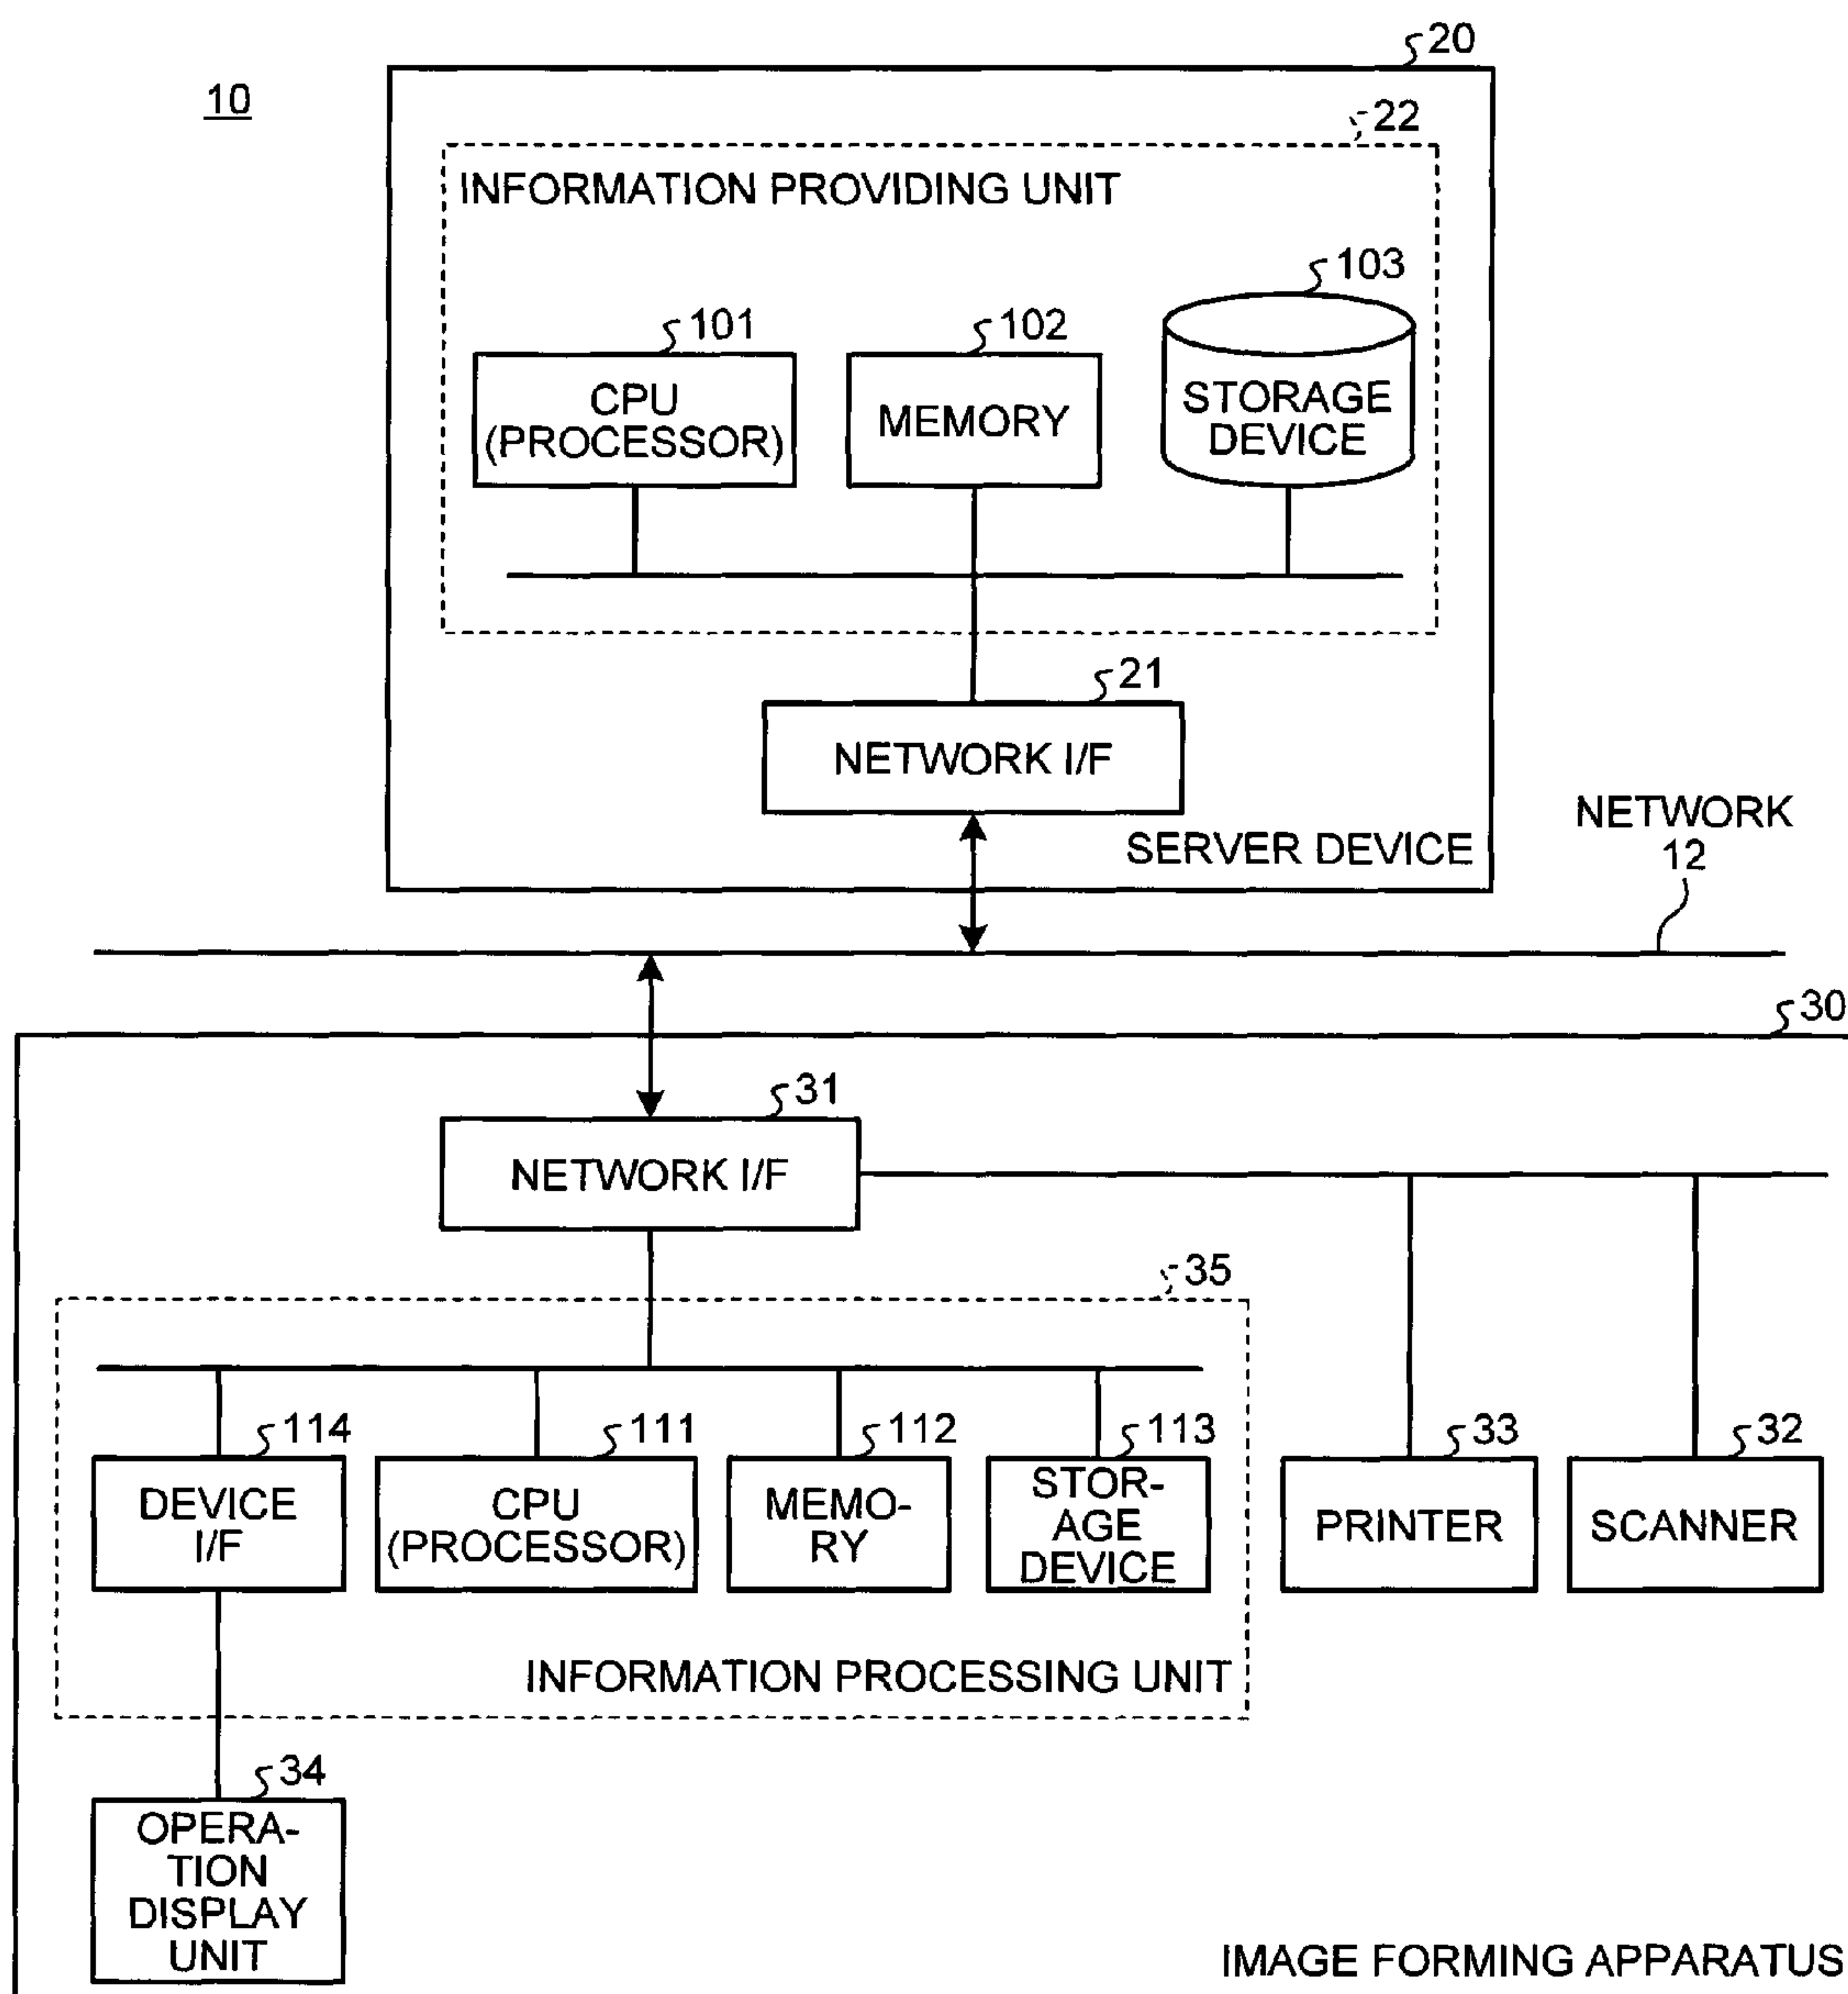 20
10
22
INFORMATION PROVIDING UNIT
103
101
102
CPU
(PROCESSOR)
MEMORY
STORAGE
DEVICE
21
NETWORK I/F
SERVER DEVICE
NETWORK
12
30
31
NETWORK I/F
35
114
111
112
113
33
32
DEVICE
I/F
CPU
(PROCESSOR)
MEMO-
RY
STOR-
AGE
DEVICE
PRINTER
SCANNER
INFORMATION PROCESSING UNIT
34
OPERA-
TION
DISPLAY
UNIT
IMAGE FORMING APPARATUS